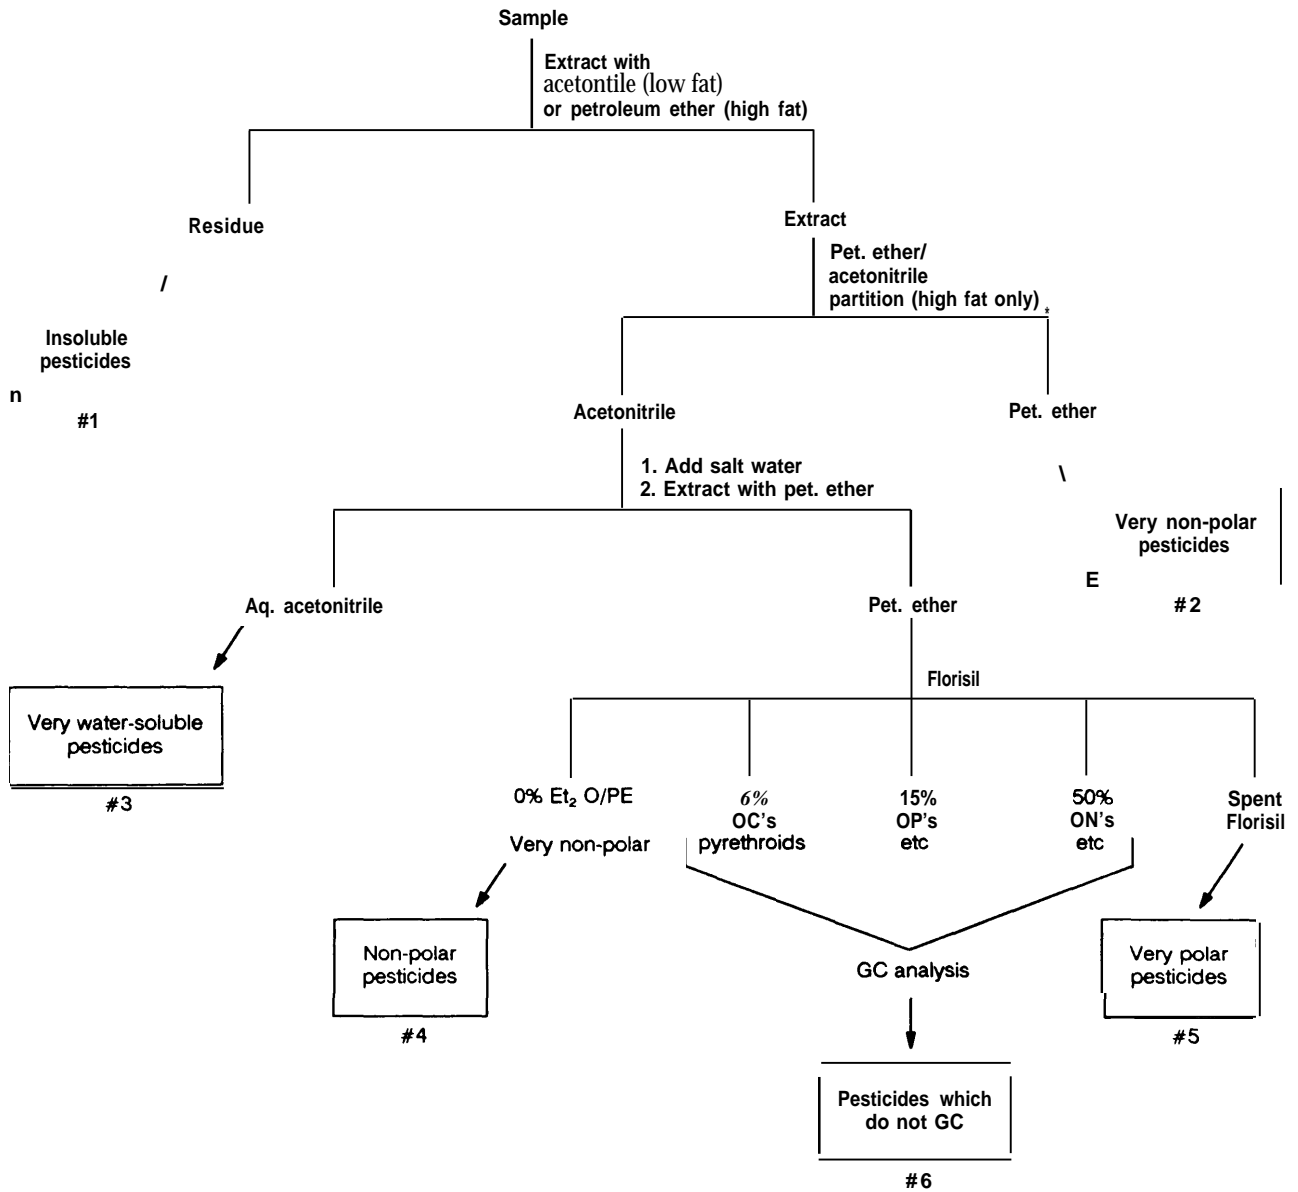 Sample
Extract with
acetontile (low fat)
or petroleum ether (high fat)
Residue
Extract
Pet. ether/
acetonitrile
partition (high fat only) *
/
Insoluble
pesticides
n
#1
Acetonitrile
Pet. ether
1. Add salt water
2. Extract with pet. ether
\
Very non-polar
pesticides
E
#2
Aq. acetonitrile
Pet. ether
Florisil
Very water-soluble
pesticides
#3
0% Et₂ O/PE
Very non-polar
6%
OC's
pyrethroids
15%
OP's
etc
50%
ON's
etc
Spent
Florisil
Non-polar
pesticides
#4
GC analysis
Very polar
pesticides
#5
Pesticides which
do not GC
#6